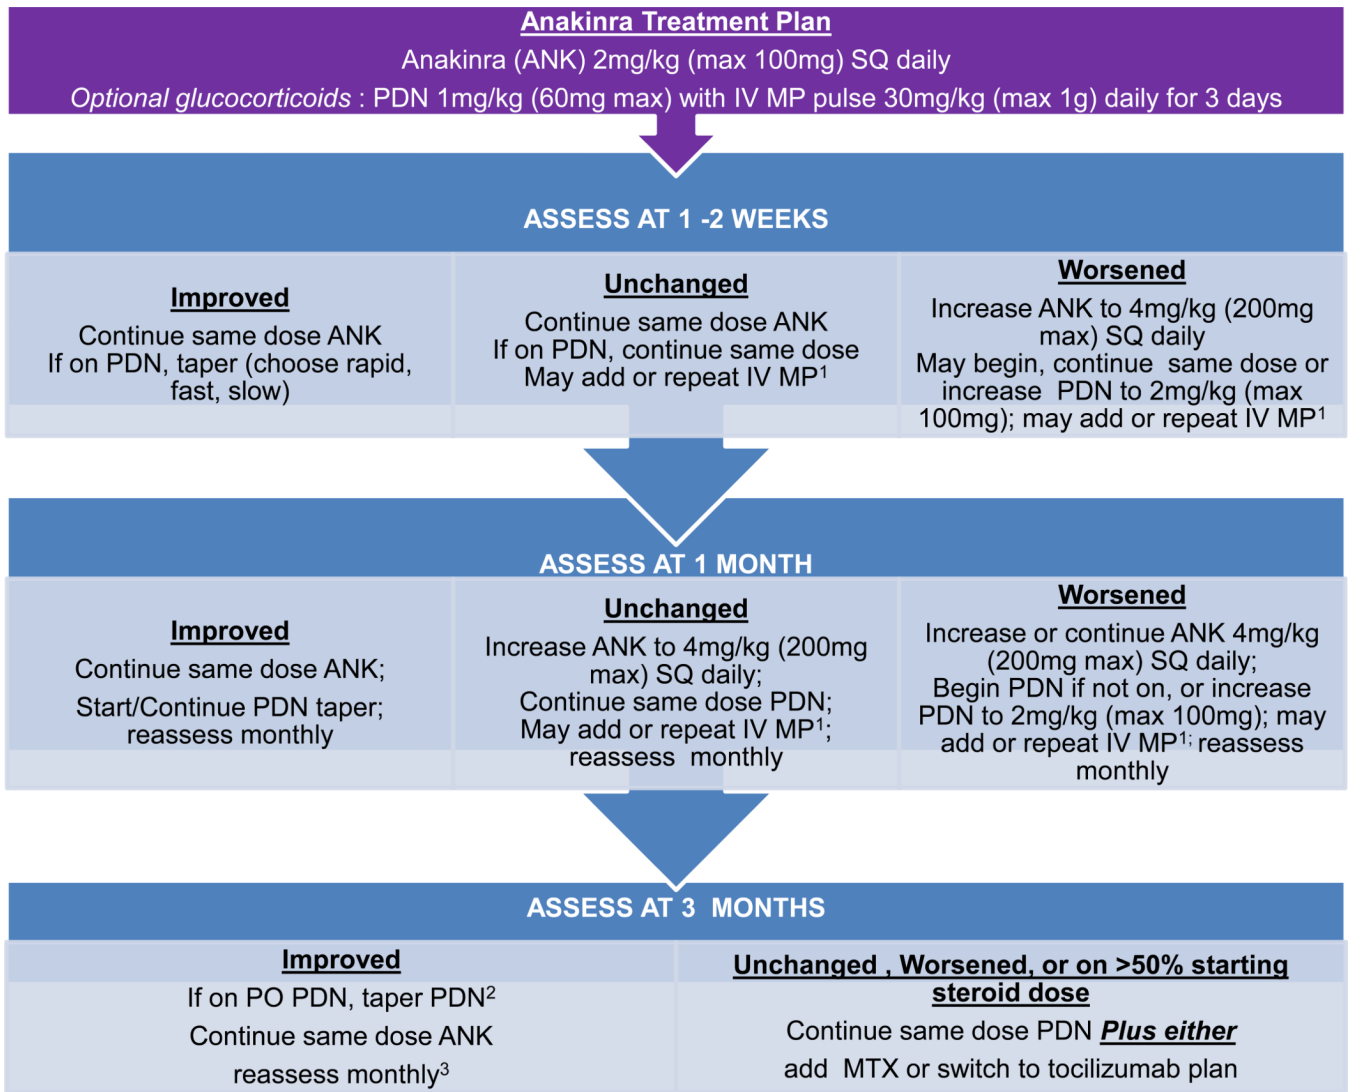 Anakinra Treatment Plan
Anakinra (ANK) 2mg/kg (max 100mg) SQ daily
Optional glucocorticoids : PDN 1mg/kg (60mg max) with IV MP pulse 30mg/kg (max 1g) daily for 3 days
ASSESS AT 1 -2 WEEKS
Improved
Continue same dose ANK
If on PDN, taper (choose rapid,
fast, slow)
Unchanged
Continue same dose ANK
If on PDN, continue same dose
May add or repeat IV MP¹
Worsened
Increase ANK to 4mg/kg (200mg
max) SQ daily
May begin, continue same dose or
increase PDN to 2mg/kg (max
100mg); may add or repeat IV MP¹
ASSESS AT 1 MONTH
Improved
Continue same dose ANK;
Start/Continue PDN taper;
reassess monthly
Unchanged
Increase ANK to 4mg/kg (200mg
max) SQ daily;
Continue same dose PDN;
May add or repeat IV MP¹;
reassess monthly
Worsened
Increase or continue ANK 4mg/kg
(200mg max) SQ daily;
Begin PDN if not on, or increase
PDN to 2mg/kg (max 100mg); may
add or repeat IV MP¹; reassess
monthly
ASSESS AT 3 MONTHS
Improved
If on PO PDN, taper PDN²
Continue same dose ANK
reassess monthly³
Unchanged , Worsened, or on >50% starting
steroid dose
Continue same dose PDN Plus either
add MTX or switch to tocilizumab plan